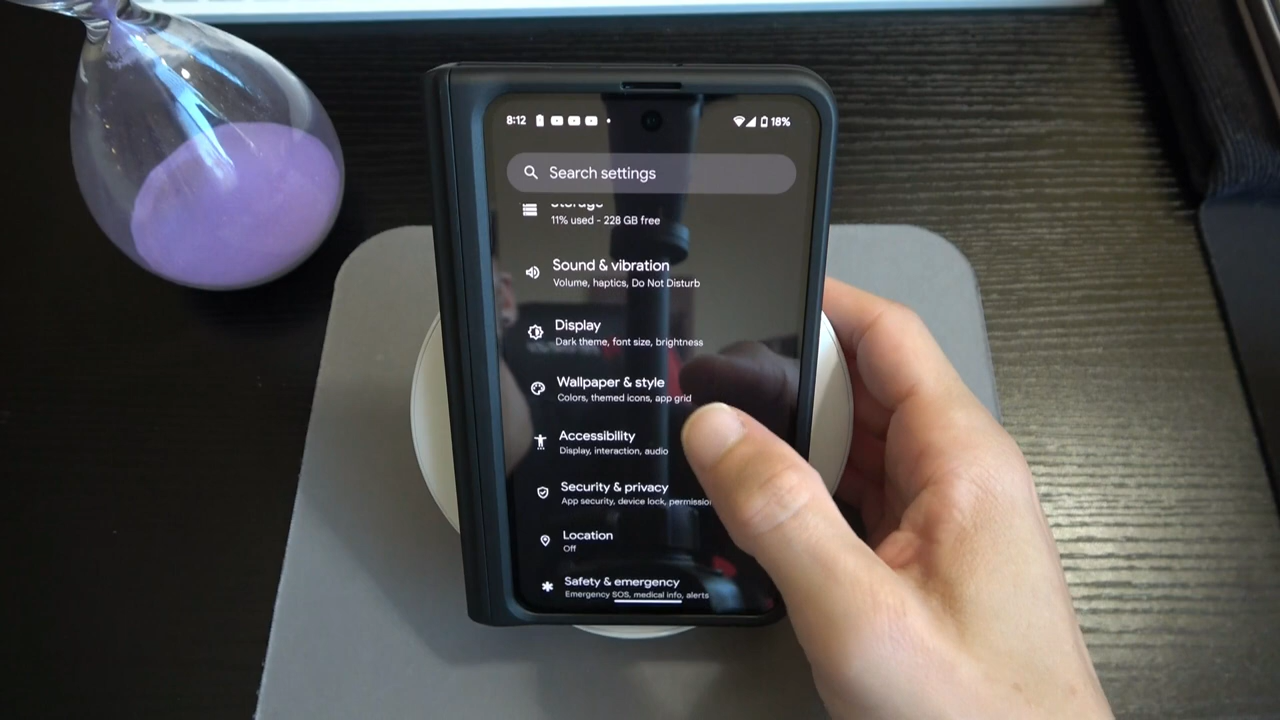 8:12 18%
Search settings
Storage
11% used - 228 GB free
Sound & vibration
Volume, haptics, Do Not Disturb
Display
Dark theme, font size, brightness
Wallpaper & style
Colors, themed icons, app grid
Accessibility
Display, interaction, audio
Security & privacy
App security, device lock, permissio
Location
Off
Safety & emergency
Emergency SOS, medical info, alerts